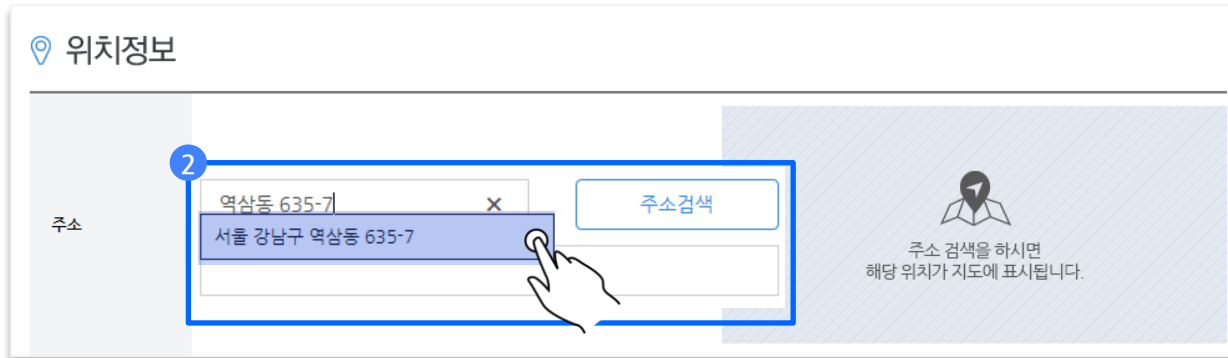 위치정보
2
주소
역삼동 635-7
×
주소검색
서울 강남구 역삼동 635-7
주소 검색을 하시면
해당 위치가 지도에 표시됩니다.